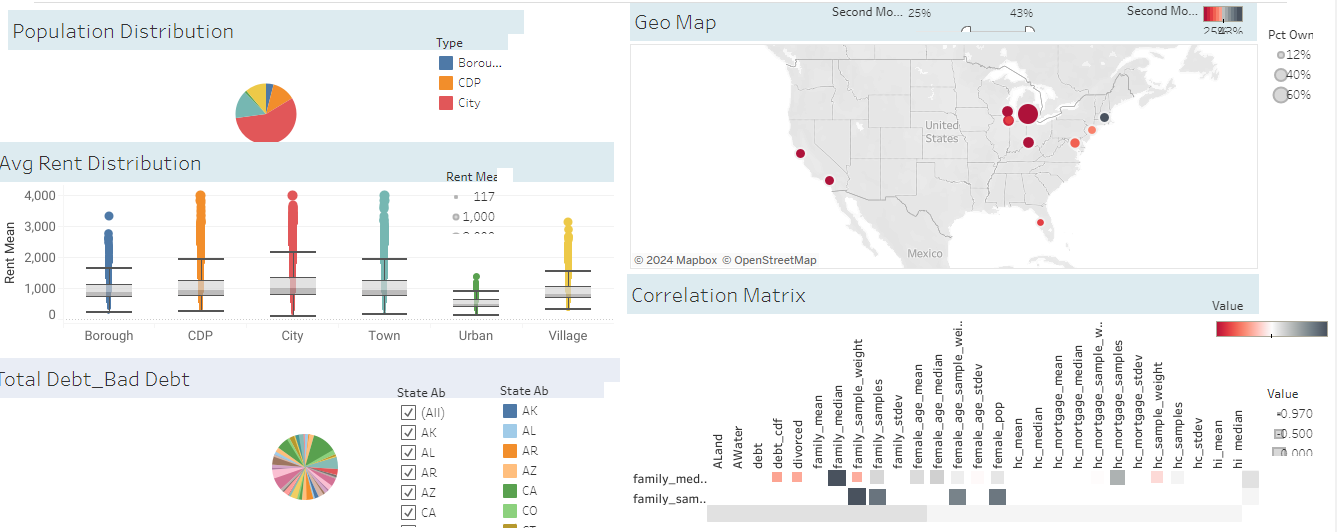 Population Distribution
Type
Borou...
CDP
City
Avg Rent Distribution
Rent Mea
117
1,000
4,000
3,000
2,000
1,000
0
Rent Mean
Borough
CDP
City
Town
Urban
Village
Total Debt_Bad Debt
State Ab
(All)
AK
AL
AR
AZ
CA
State Ab
AK
AL
AR
AZ
CA
CO
Geo Map
Second Mo... 25% 43%
Second Mo...
Pct Own
12%
40%
60%
United
States
Mexico
© 2024 Mapbox © OpenStreetMap
Correlation Matrix
Value
ALand
AWater
debt
debt_cdf
divorced
family_mean
family_median
family_sample_weight
family_samples
family_stdev
female_age_mean
female_age_median
female_age_sample_wei..
female_age_stdev
female_pop
hc_mean
hc_median
hc_mortgage_mean
hc_mortgage_median
hc_mortgage_sample_w..
hc_mortgage_samples
hc_mortgage_stdev
hc_sample_weight
hc_samples
hc_stdev
hi_mean
hi_median
family_med..
family_sam..
Value
-0.970
-0.500
0.000